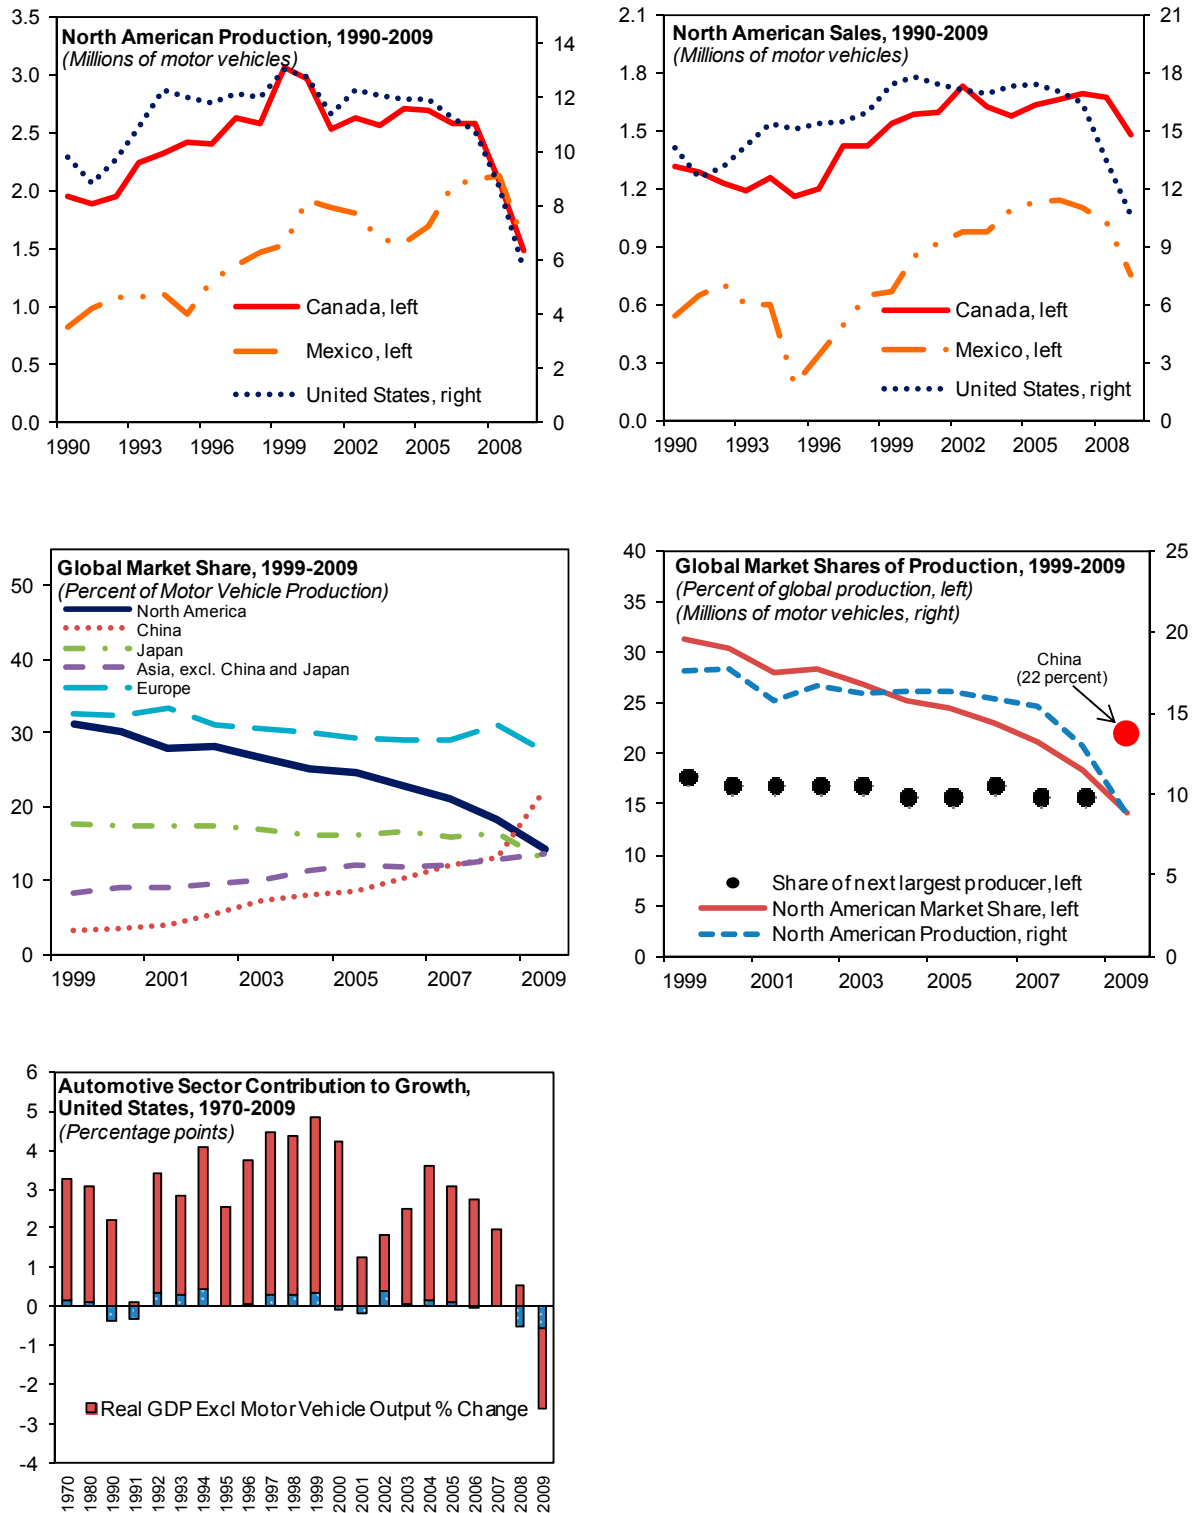 North American Production, 1990-2009
(Millions of motor vehicles)
3.5
3.0
2.5
2.0
1.5
1.0
0.5
0.0
14
12
10
8
6
4
2
0
Canada, left
Mexico, left
United States, right
1990 1993 1996 1999 2002 2005 2008
North American Sales, 1990-2009
(Millions of motor vehicles)
2.1
1.8
1.5
1.2
0.9
0.6
0.3
0.0
21
18
15
12
9
6
3
0
Canada, left
Mexico, left
United States, right
1990 1993 1996 1999 2002 2005 2008
Global Market Share, 1999-2009
(Percent of Motor Vehicle Production)
North America
China
Japan
Asia, excl. China and Japan
Europe
50
40
30
20
10
0
1999 2001 2003 2005 2007 2009
Global Market Shares of Production, 1999-2009
(Percent of global production, left)
(Millions of motor vehicles, right)
40
35
30
25
20
15
10
5
0
25
20
15
10
5
0
China
(22 percent)
Share of next largest producer, left
North American Market Share, left
North American Production, right
1999 2001 2003 2005 2007 2009
Automotive Sector Contribution to Growth,
United States, 1970-2009
(Percentage points)
6
5
4
3
2
1
0
-1
-2
-3
-4
Real GDP Excl Motor Vehicle Output % Change
1970 1980 1990 1991 1992 1993 1994 1995 1996 1997 1998 1999 2000 2001 2002 2003 2004 2005 2006 2007 2008 2009